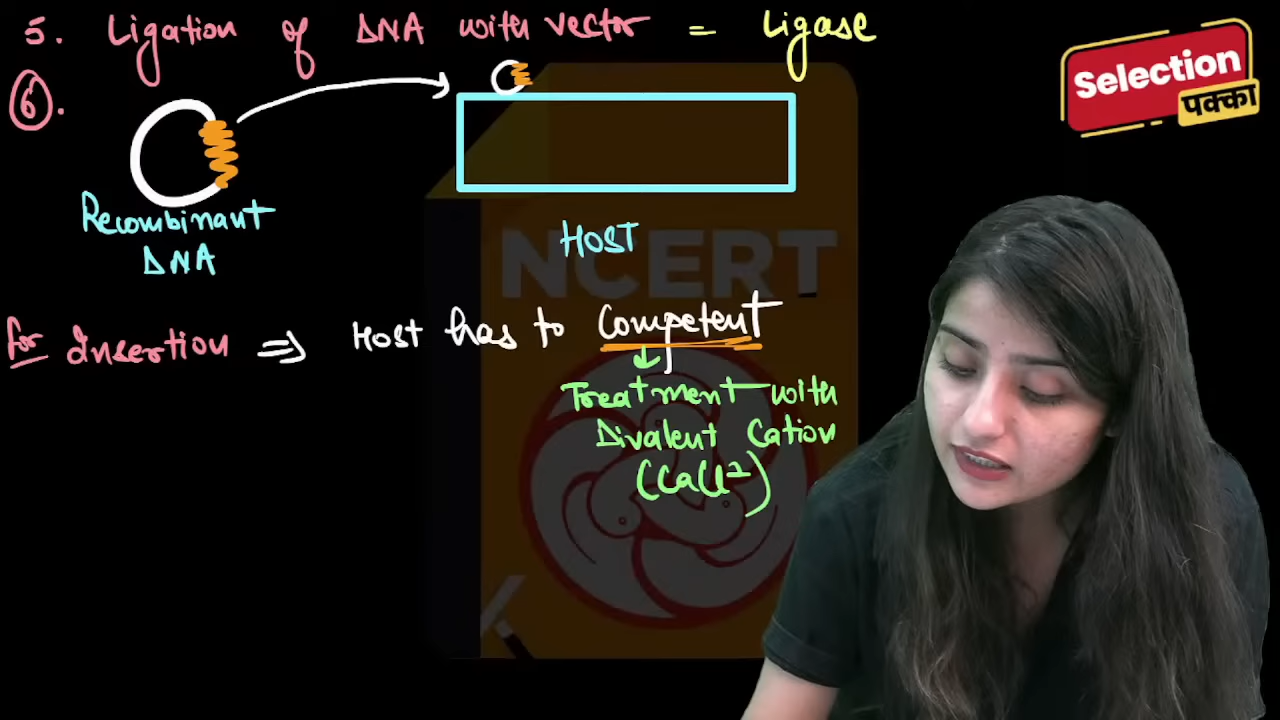 5. Ligation of DNA with vector = Ligase
6.
Selection
पक्का
Recombinant
DNA
HOST
NCERT
for Insertion ⇒ Host has to Competent
↓
Treatment with
Divalent Cation
(CaCl²)